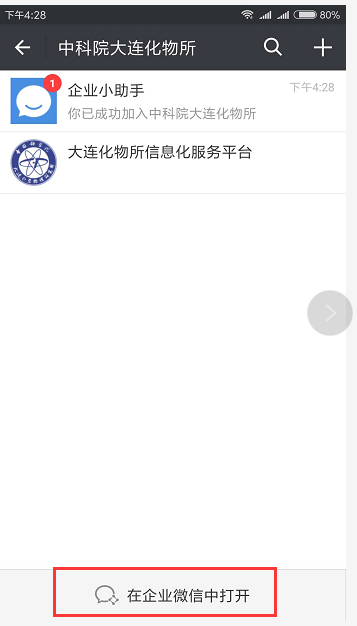 下午4:28
80%
中科院大连化物所
1
企业小助手
下午4:28
你已成功加入中科院大连化物所
大连化物所信息化服务平台
在企业微信中打开